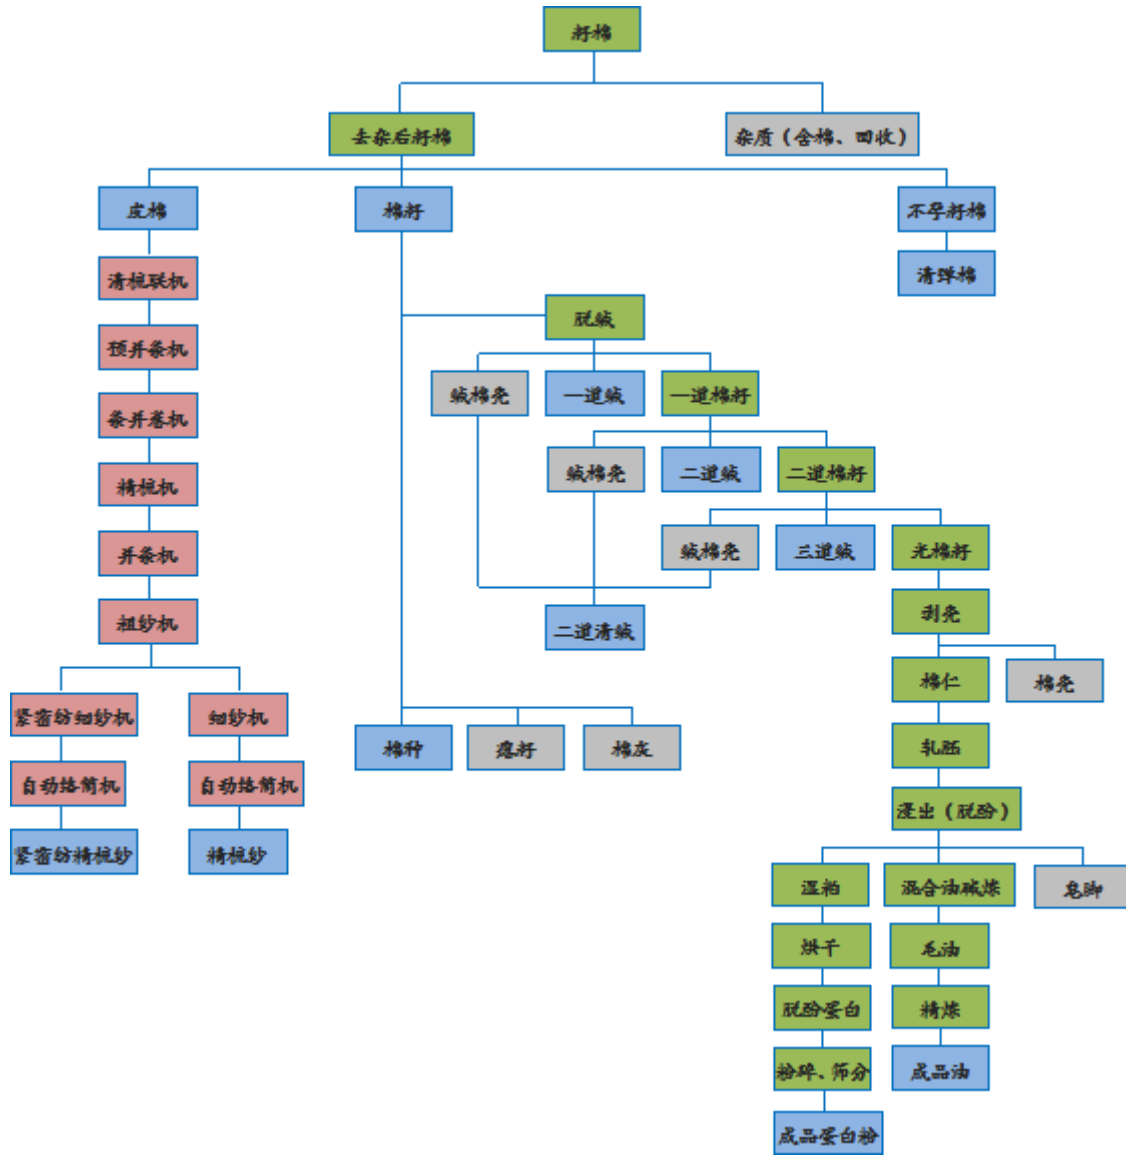 籽棉
去杂后籽棉
杂质（含棉、回收）
皮棉
棉籽
不孕籽棉
清梳联机
清弹棉
脱绒
预并条机
绒棉壳
一道绒
一道棉籽
条并卷机
绒棉壳
二道绒
二道棉籽
精梳机
绒棉壳
三道绒
光棉籽
并条机
剥壳
粗纱机
二道清绒
棉仁
棉壳
紧密纺细纱机
细纱机
棉种
瘪籽
棉灰
轧胚
自动络筒机
自动络筒机
浸出（脱酚）
紧密纺精梳纱
精梳纱
湿粕
混合油碱炼
皂脚
烘干
毛油
脱酚蛋白
精炼
粉碎、筛分
成品油
成品蛋白粉